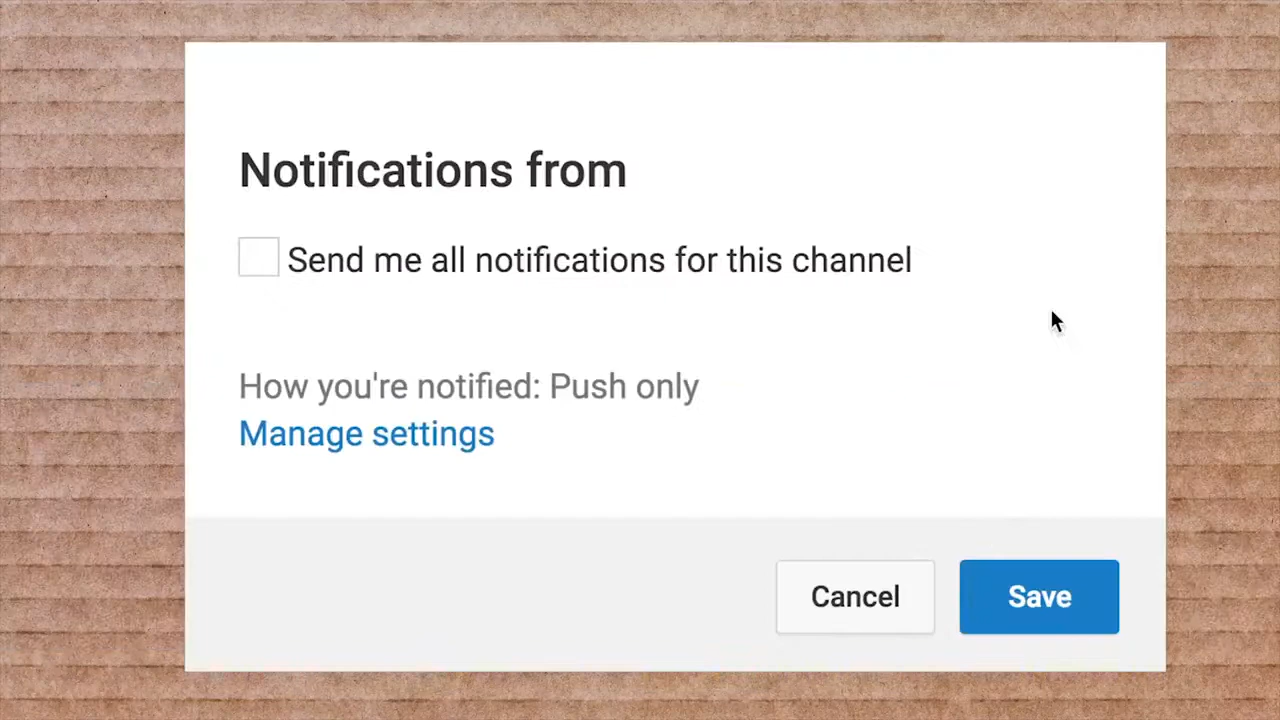 Notifications from
Send me all notifications for this channel
How you're notified: Push only
Manage settings
Cancel
Save